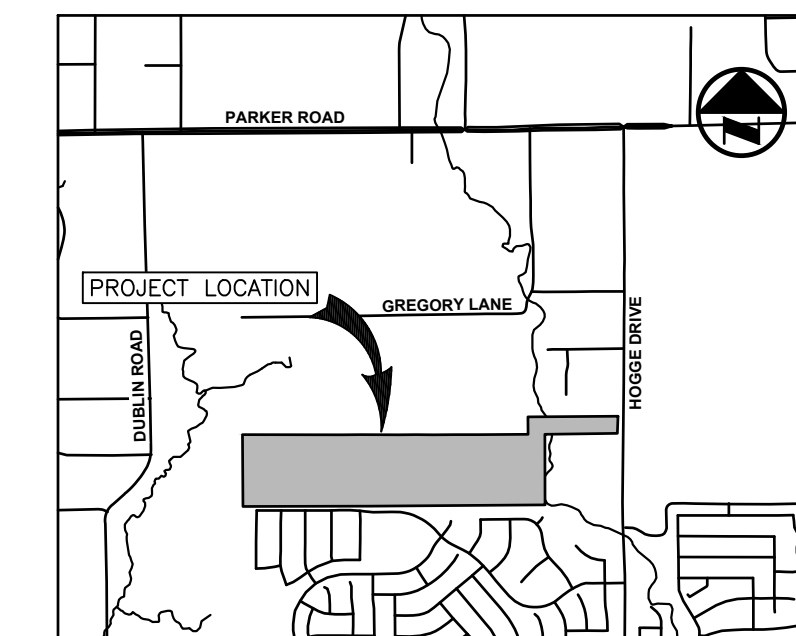 PARKER ROAD
PROJECT LOCATION
GREGORY LANE
HOGGE DRIVE
DUBLIN ROAD
N